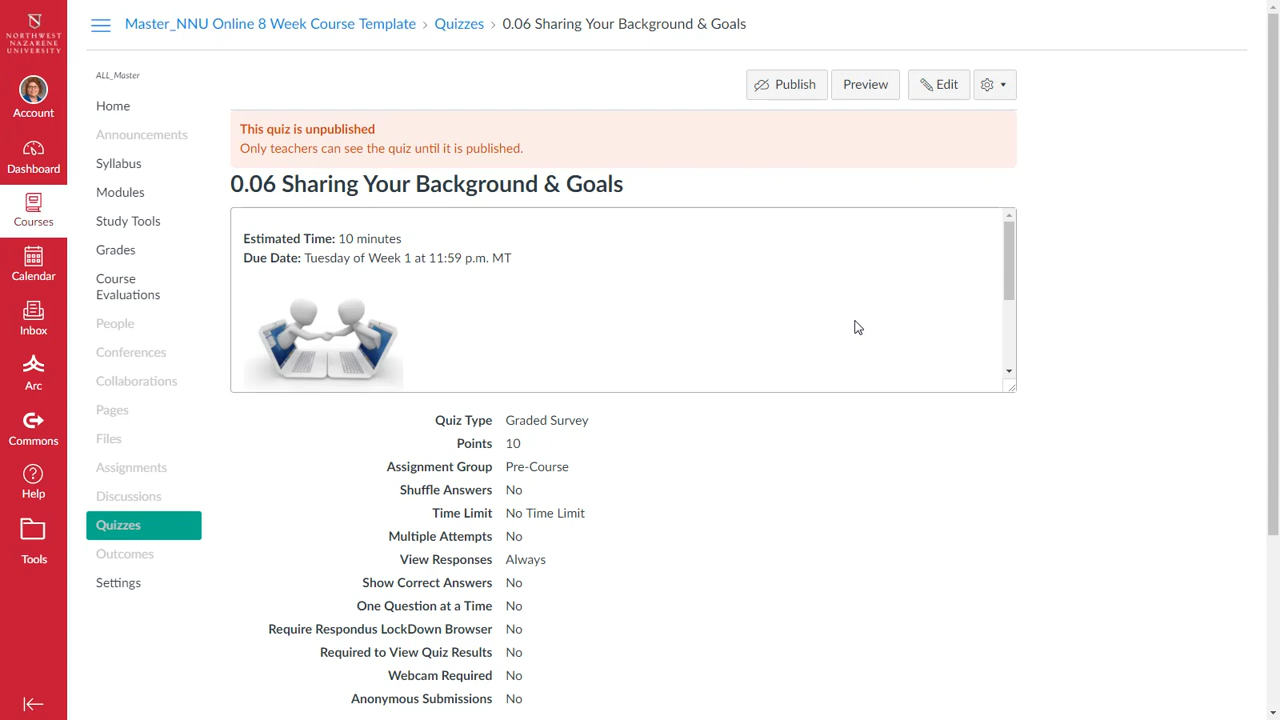 NORTHWEST
NAZARENE
UNIVERSITY
Account
Dashboard
Courses
Calendar
Inbox
Arc
Commons
Help
Tools
Master_NNU Online 8 Week Course Template › Quizzes › 0.06 Sharing Your Background & Goals
ALL_Master
Home
Announcements
Syllabus
Modules
Study Tools
Grades
Course
Evaluations
People
Conferences
Collaborations
Pages
Files
Assignments
Discussions
Quizzes
Outcomes
Settings
Publish Preview Edit
This quiz is unpublished
Only teachers can see the quiz until it is published.
0.06 Sharing Your Background & Goals
Estimated Time: 10 minutes
Due Date: Tuesday of Week 1 at 11:59 p.m. MT
Quiz Type Graded Survey
Points 10
Assignment Group Pre-Course
Shuffle Answers No
Time Limit No Time Limit
Multiple Attempts No
View Responses Always
Show Correct Answers No
One Question at a Time No
Require Respondus LockDown Browser No
Required to View Quiz Results No
Webcam Required No
Anonymous Submissions No